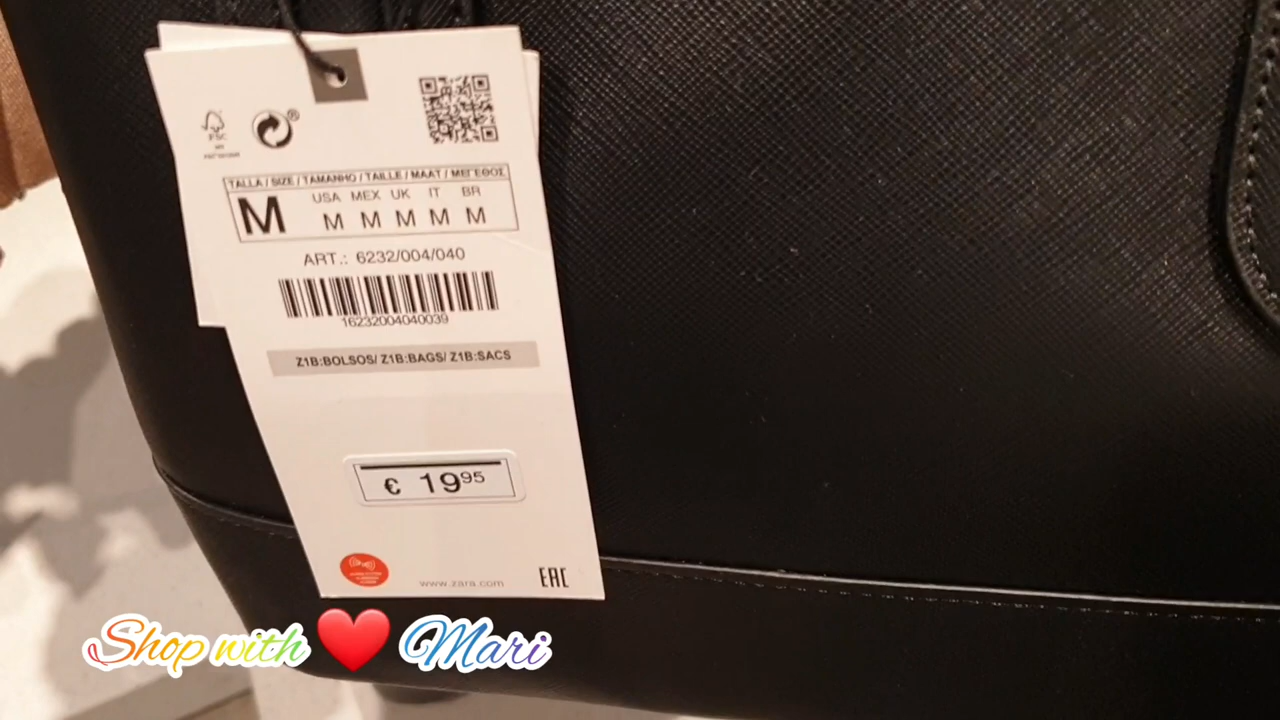 FSC
TALLA / SIZE / TAMANHO / TAILLE / MAAT / ΜΕΓΕΘΟΣ
M
USA MEX UK IT BR
M M M M M
ART.: 6232/004/040
16232004040039
Z1B:BOLSOS/ Z1B:BAGS/ Z1B:SACS
€ 19⁹⁵
www.zara.com
EAC
Shop with ❤️ Mari